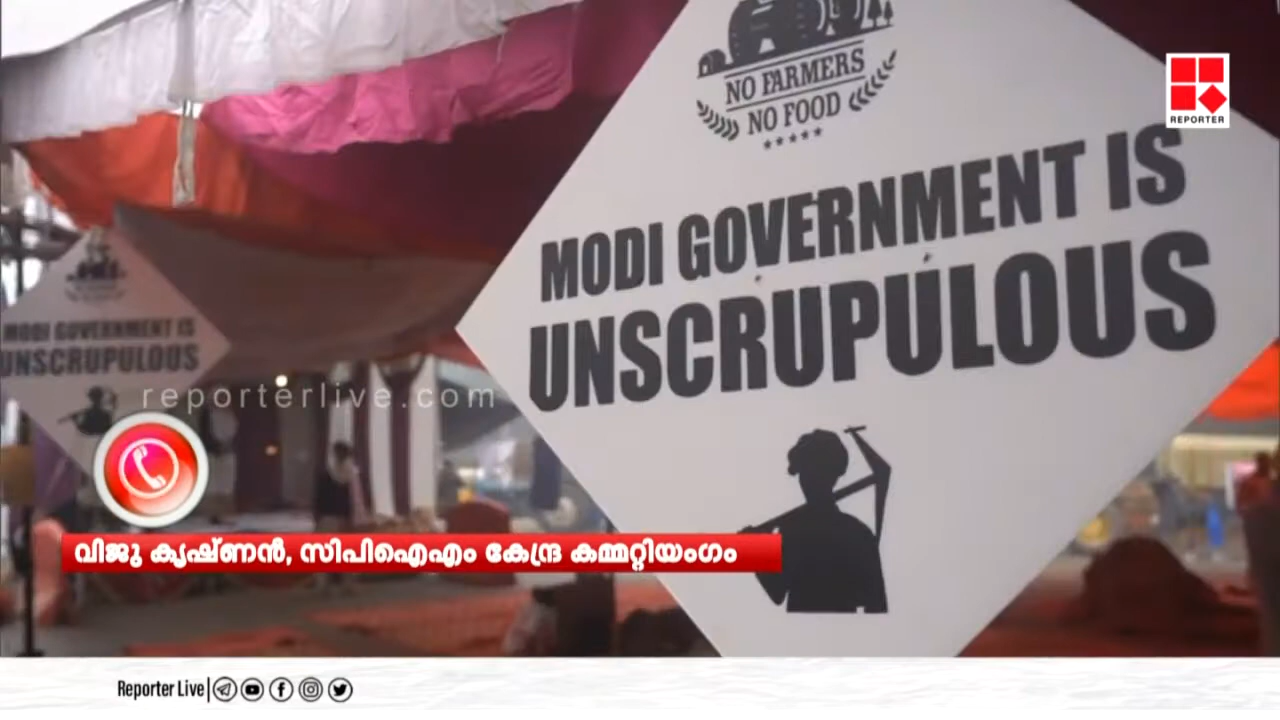 NO FARMERS
NO FOOD
REPORTER
MODI GOVERNMENT IS
UNSCRUPULOUS
MODI GOVERNMENT IS
UNSCRUPULOUS
reporterlive.com
വിജു കൃഷ്ണൻ, സിപിഐഎം കേന്ദ്ര കമ്മറ്റിയംഗം
Reporter Live